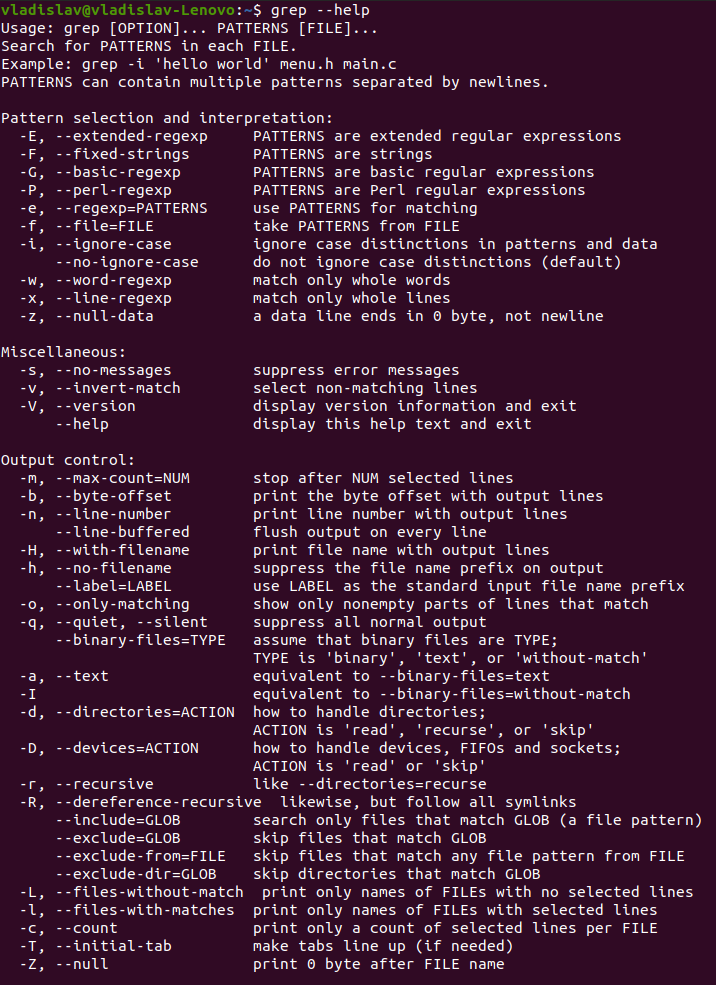 vladislav@vladislav-Lenovo:~$ grep --help
Usage: grep [OPTION]... PATTERNS [FILE]...
Search for PATTERNS in each FILE.
Example: grep -i 'hello world' menu.h main.c
PATTERNS can contain multiple patterns separated by newlines.

Pattern selection and interpretation:
  -E, --extended-regexp     PATTERNS are extended regular expressions
  -F, --fixed-strings       PATTERNS are strings
  -G, --basic-regexp        PATTERNS are basic regular expressions
  -P, --perl-regexp         PATTERNS are Perl regular expressions
  -e, --regexp=PATTERNS     use PATTERNS for matching
  -f, --file=FILE           take PATTERNS from FILE
  -i, --ignore-case         ignore case distinctions in patterns and data
      --no-ignore-case      do not ignore case distinctions (default)
  -w, --word-regexp         match only whole words
  -x, --line-regexp         match only whole lines
  -z, --null-data           a data line ends in 0 byte, not newline

Miscellaneous:
  -s, --no-messages         suppress error messages
  -v, --invert-match        select non-matching lines
  -V, --version             display version information and exit
      --help                display this help text and exit

Output control:
  -m, --max-count=NUM       stop after NUM selected lines
  -b, --byte-offset         print the byte offset with output lines
  -n, --line-number         print line number with output lines
      --line-buffered       flush output on every line
  -H, --with-filename       print file name with output lines
  -h, --no-filename         suppress the file name prefix on output
      --label=LABEL         use LABEL as the standard input file name prefix
  -o, --only-matching       show only nonempty parts of lines that match
  -q, --quiet, --silent     suppress all normal output
      --binary-files=TYPE   assume that binary files are TYPE;
                            TYPE is 'binary', 'text', or 'without-match'
  -a, --text                equivalent to --binary-files=text
  -I                        equivalent to --binary-files=without-match
  -d, --directories=ACTION  how to handle directories;
                            ACTION is 'read', 'recurse', or 'skip'
  -D, --devices=ACTION      how to handle devices, FIFOs and sockets;
                            ACTION is 'read' or 'skip'
  -r, --recursive           like --directories=recurse
  -R, --dereference-recursive  likewise, but follow all symlinks
      --include=GLOB        search only files that match GLOB (a file pattern)
      --exclude=GLOB        skip files that match GLOB
      --exclude-from=FILE   skip files that match any file pattern from FILE
      --exclude-dir=GLOB    skip directories that match GLOB
  -L, --files-without-match  print only names of FILEs with no selected lines
  -l, --files-with-matches  print only names of FILEs with selected lines
  -c, --count               print only a count of selected lines per FILE
  -T, --initial-tab         make tabs line up (if needed)
  -Z, --null                print 0 byte after FILE name